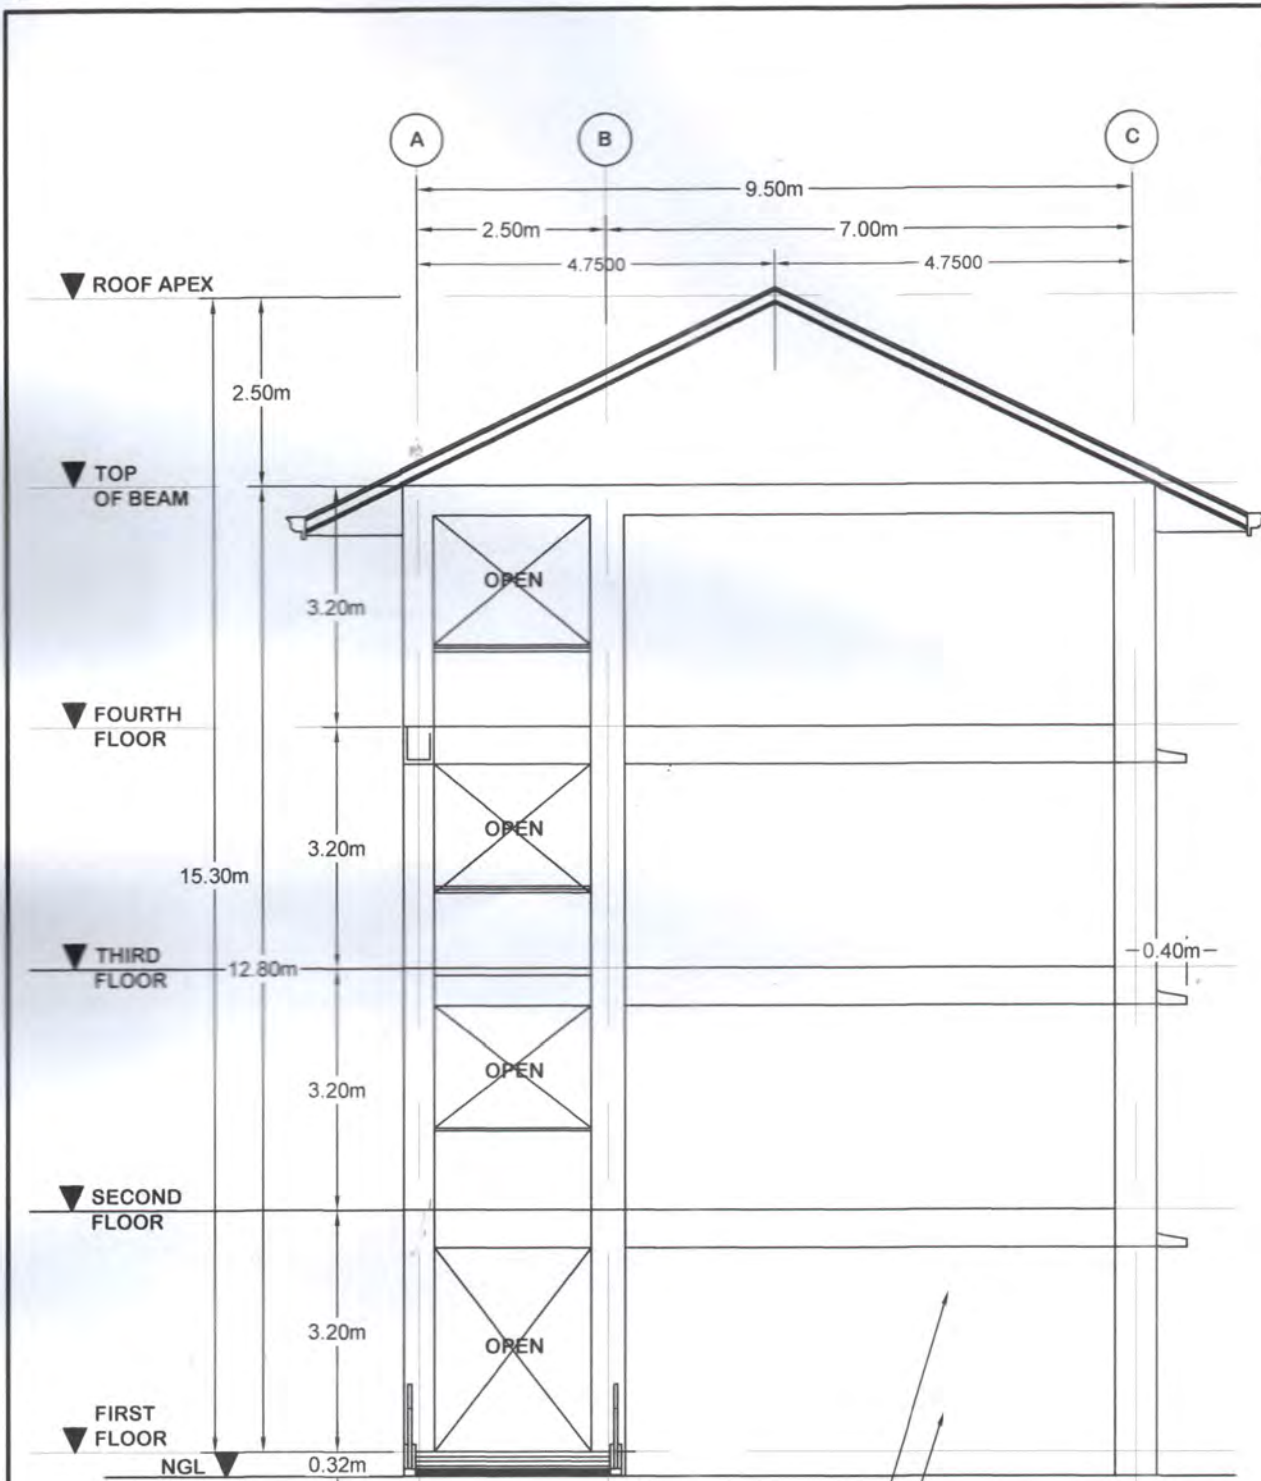 A
B
C
9.50m
2.50m
7.00m
4.7500
4.7500
ROOF APEX
2.50m
TOP
OF BEAM
OPEN
3.20m
FOURTH
FLOOR
OPEN
3.20m
15.30m
THIRD
FLOOR
12.80m
0.40m
OPEN
3.20m
SECOND
FLOOR
3.20m
OPEN
FIRST
FLOOR
NGL
0.32m